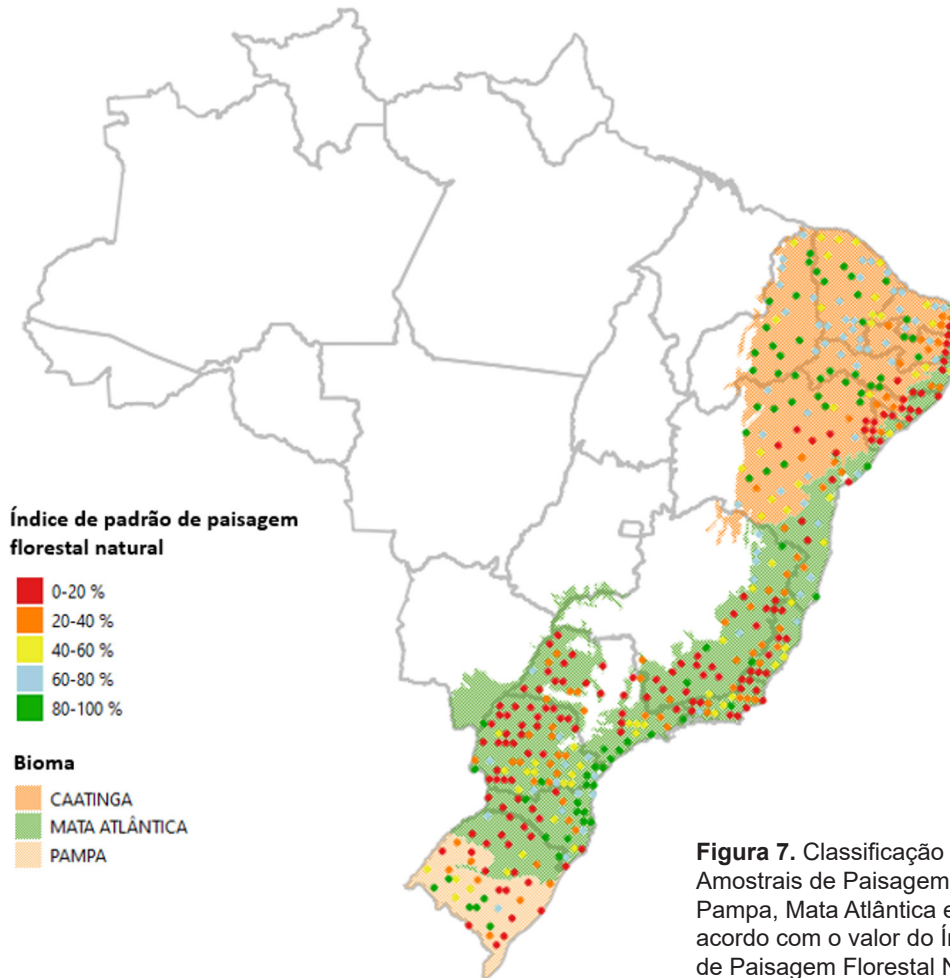 Índice de padrão de paisagem
florestal natural
0-20 %
20-40 %
40-60 %
60-80 %
80-100 %
Bioma
CAATINGA
MATA ATLÂNTICA
PAMPA
Figura 7. Classificação
Amostrais de Paisagem
Pampa, Mata Atlântica e
acordo com o valor do Ín
de Paisagem Florestal N